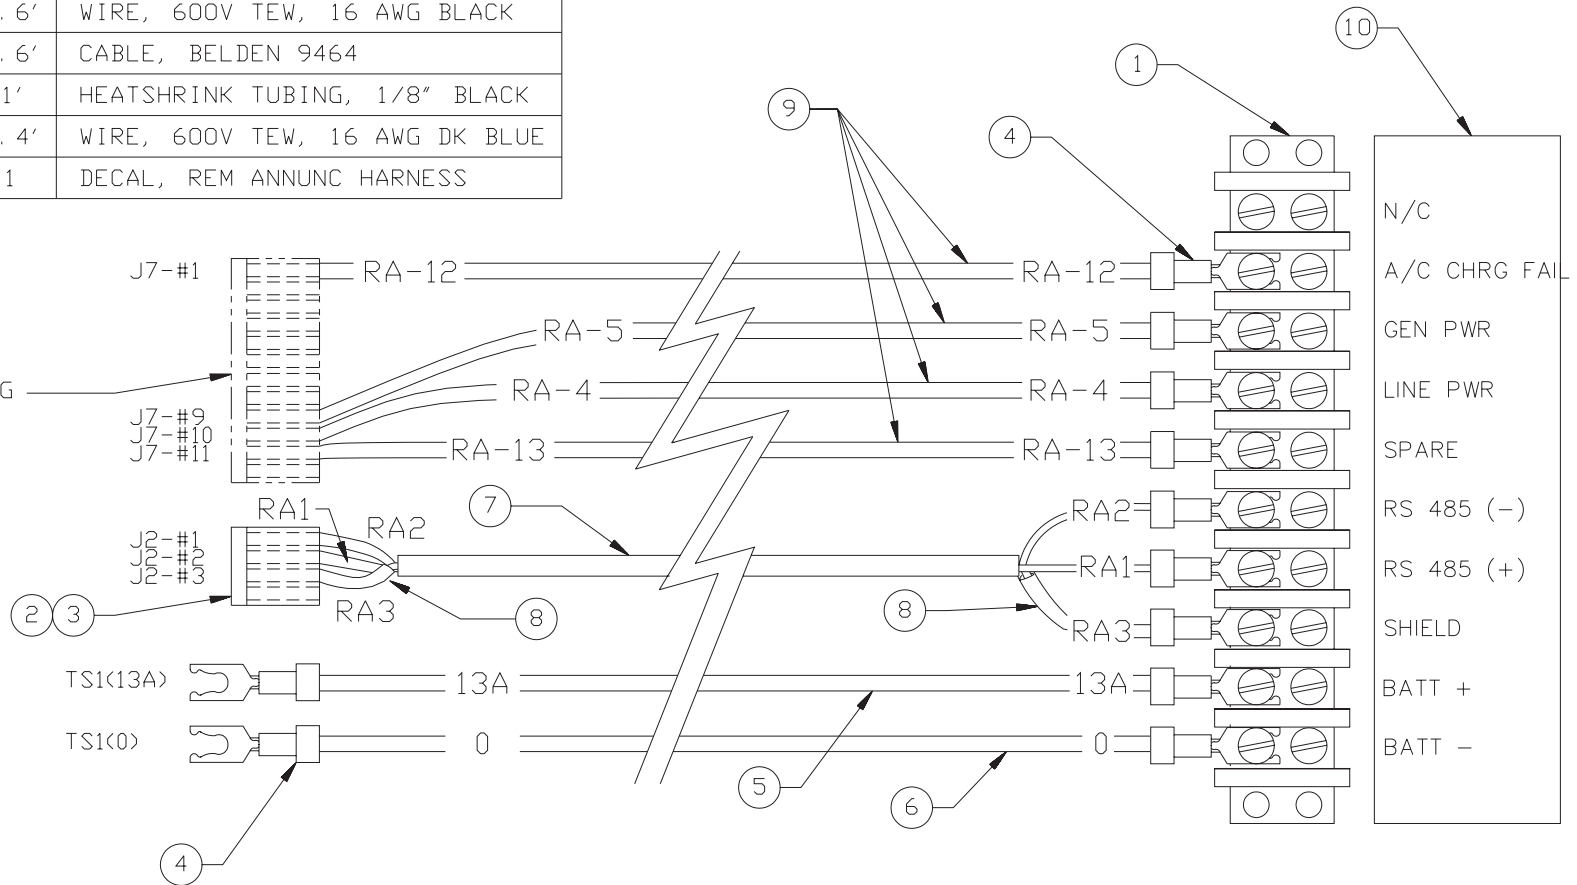 . 6′ WIRE, 600V TEW, 16 AWG BLACK
. 6′ CABLE, BELDEN 9464
1′ HEATSHRINK TUBING, 1/8″ BLACK
. 4′ WIRE, 600V TEW, 16 AWG DK BLUE
1 DECAL, REM ANNUNC HARNESS
10
1
9
4
N/C
J7-#1 RA-12 RA-12 A/C CHRG FAIL
RA-5 RA-5 GEN PWR
G RA-4 RA-4 LINE PWR
J7-#9
J7-#10
J7-#11 RA-13 RA-13 SPARE
7
RA1 RA2 RA2 RS 485 (-)
J2-#1
J2-#2
J2-#3 RA1 RS 485 (+)
2 3 RA3 8 8 RA3 SHIELD
TS1(13A) 13A 13A BATT +
TS1(0) 0 0 BATT -
5
6
4